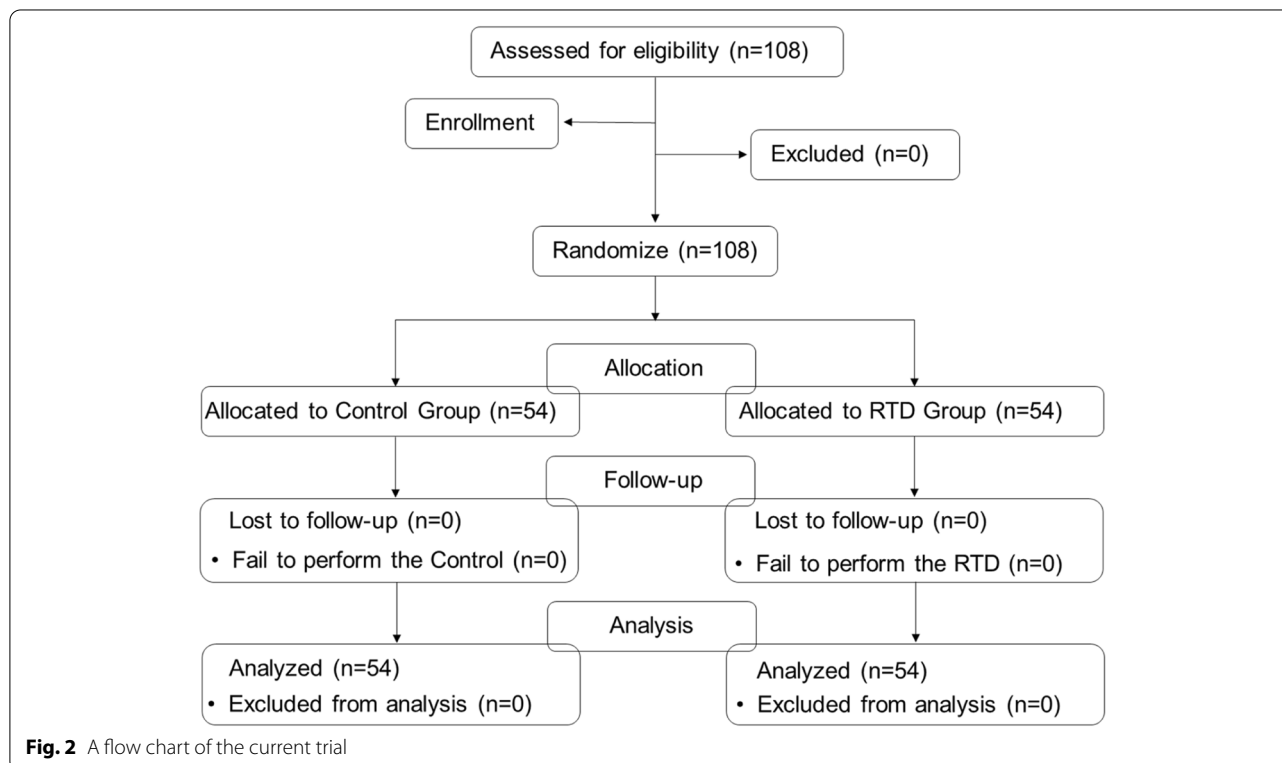 Assessed for eligibility (n=108)
Enrollment
Excluded (n=0)
Randomize (n=108)
Allocation
Allocated to Control Group (n=54)
Allocated to RTD Group (n=54)
Follow-up
Lost to follow-up (n=0)
• Fail to perform the Control (n=0)
Lost to follow-up (n=0)
• Fail to perform the RTD (n=0)
Analysis
Analyzed (n=54)
• Excluded from analysis (n=0)
Analyzed (n=54)
• Excluded from analysis (n=0)
Fig. 2 A flow chart of the current trial